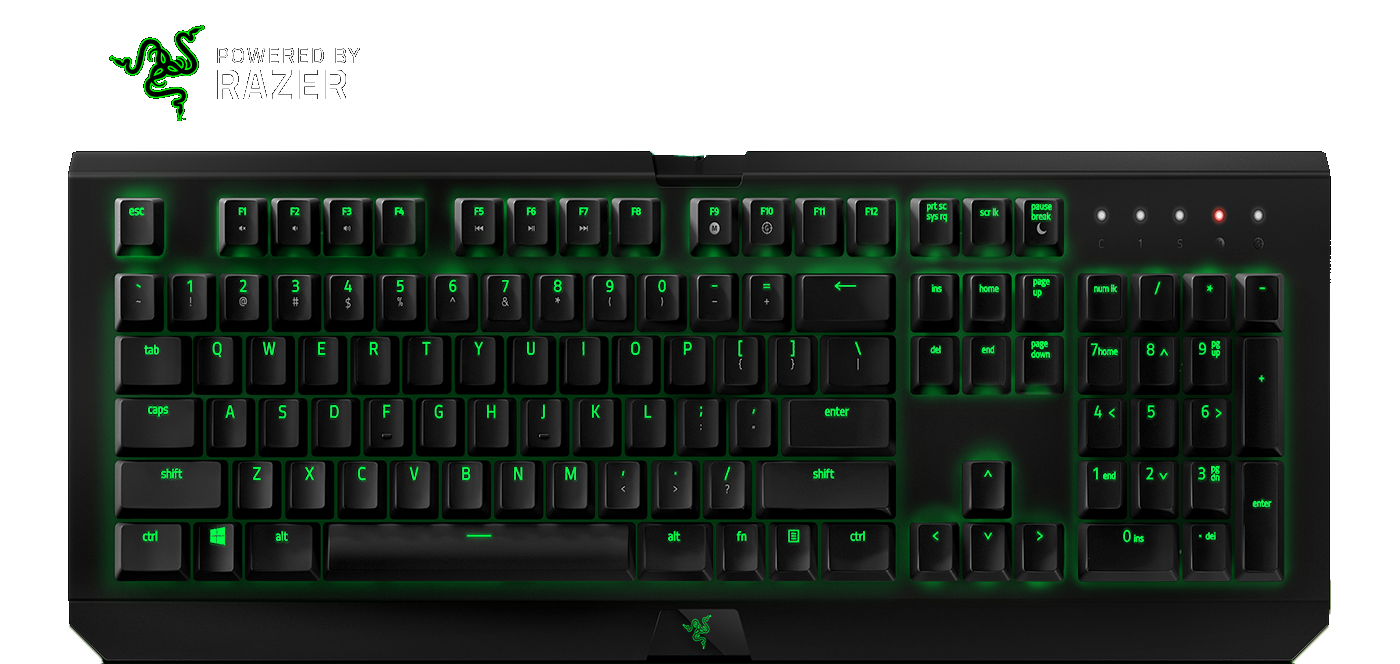 POWERED BY
RAZER
esc F1 F2 F3 F4 F5 F6 F7 F8 F9 F10 F11 F12 prt sc scr lk pause
sys rq break
M G
C 1 S G
` 1 2 3 4 5 6 7 8 9 0 - = ← ins home page up num lk / * -
~ ! @ # $ % ^ & * ( ) _ +
tab Q W E R T Y U I O P [ ] \ del end page down 7 home 8 ^ 9 pg up +
{ } |
caps A S D F G H J K L ; ' enter 4 < 5 6 >
: "
shift Z X C V B N M , . / shift ^ 1 end 2 v 3 pg dn enter
< > ?
ctrl alt alt fn ctrl < v > 0 ins . del